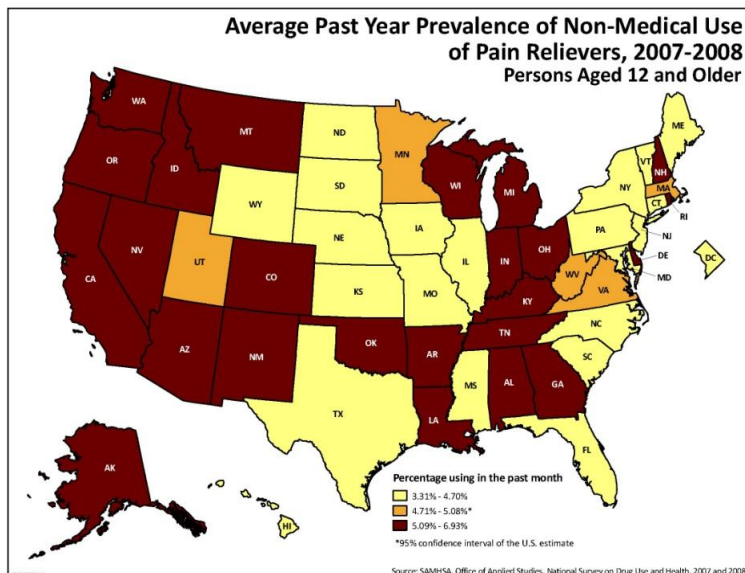 Average Past Year Prevalence of Non-Medical Use
of Pain Relievers, 2007-2008
Persons Aged 12 and Older
WA
MT
ND
MN
ME
OR
ID
SD
WI
MI
VT
NH
NY
MA
CT
RI
WY
IA
PA
NJ
NE
NV
UT
IL
IN
OH
DE
DC
MD
CA
CO
KS
MO
WV
VA
KY
NC
AZ
NM
OK
AR
TN
SC
MS
AL
GA
TX
LA
AK
FL
HI
Percentage using in the past month
3.31% - 4.70%
4.71% - 5.08%*
5.09% - 6.93%
*95% confidence interval of the U.S. estimate
Source: SAMHSA, Office of Applied Studies, National Survey on Drug Use and Health, 2007 and 2008